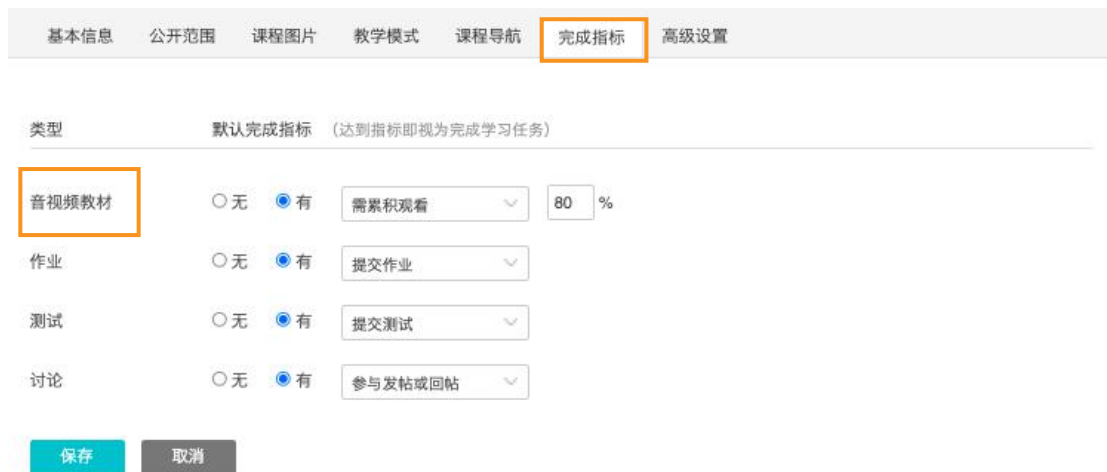 基本信息 公开范围 课程图片 教学模式 课程导航 完成指标 高级设置
类型 默认完成指标 (达到指标即视为完成学习任务)
音视频教材 无 有 需累积观看 80 %
作业 无 有 提交作业
测试 无 有 提交测试
讨论 无 有 参与发帖或回帖
保存 取消